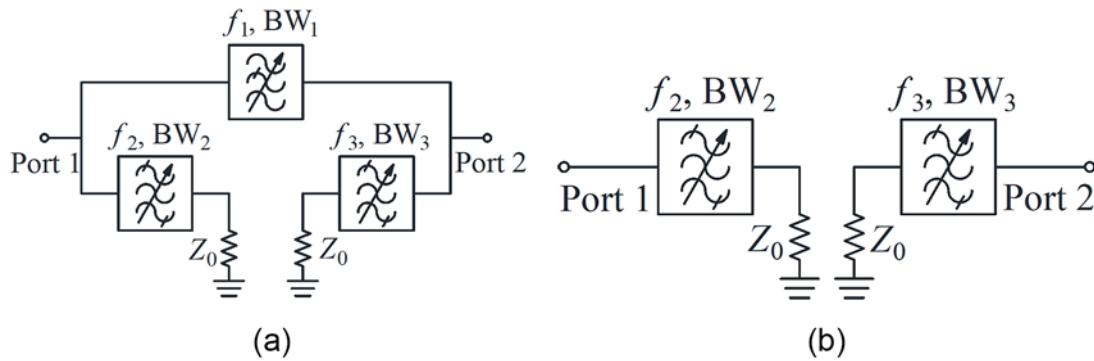 f₁, BW₁
f₂, BW₂
f₃, BW₃
Port 1
Port 2
Z₀
Z₀
(a)
f₂, BW₂
f₃, BW₃
Port 1
Port 2
Z₀
Z₀
(b)